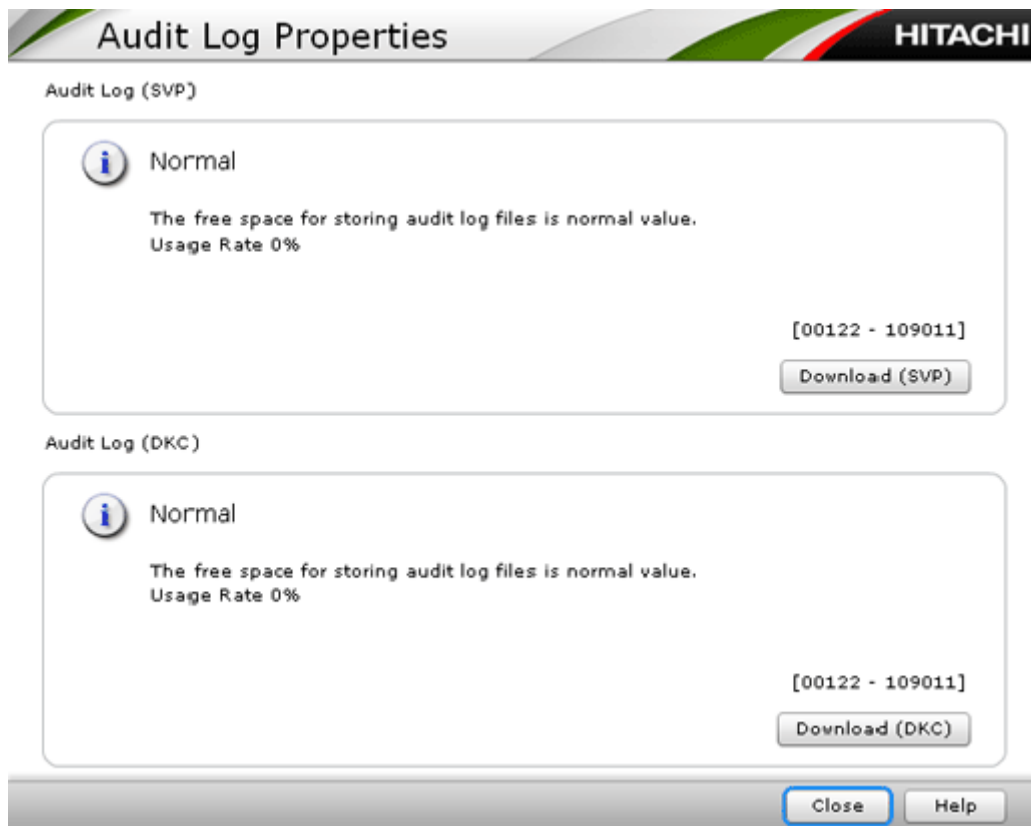 Audit Log Properties
HITACHI
Audit Log (SVP)
Normal
The free space for storing audit log files is normal value.
Usage Rate 0%
[00122 - 109011]
Download (SVP)
Audit Log (DKC)
Normal
The free space for storing audit log files is normal value.
Usage Rate 0%
[00122 - 109011]
Download (DKC)
Close Help